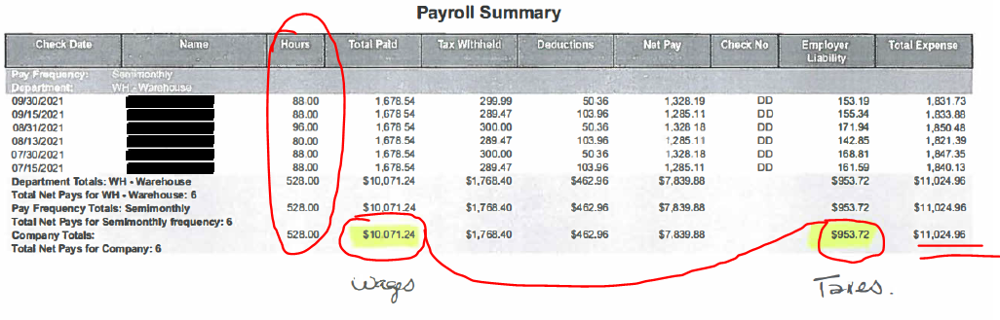 Payroll Summary
Check Date Name Hours Total Paid Tax Withheld Deductions Net Pay Check No Employer Liability Total Expense
Pay Frequency: Semimonthly
Department: WH - Warehouse
09/30/2021 88.00 1,678.54 299.99 50.36 1,328.19 DD 153.19 1,831.73
09/15/2021 88.00 1,678.54 289.47 103.96 1,285.11 DD 155.34 1,833.88
08/31/2021 96.00 1,678.54 300.00 50.36 1,328.18 DD 171.94 1,850.48
08/13/2021 80.00 1,678.54 289.47 103.96 1,285.11 DD 142.85 1,821.39
07/30/2021 88.00 1,678.54 300.00 50.36 1,328.18 DD 168.81 1,847.35
07/15/2021 88.00 1,678.54 289.47 103.96 1,285.11 DD 161.59 1,840.13
Department Totals: WH - Warehouse 528.00 $10,071.24 $1,768.40 $462.96 $7,839.88 $953.72 $11,024.96
Total Net Pays for WH - Warehouse: 6
Pay Frequency Totals: Semimonthly 528.00 $10,071.24 $1,768.40 $462.96 $7,839.88 $953.72 $11,024.96
Total Net Pays for Semimonthly frequency: 6
Company Totals: 528.00 $10,071.24 $1,768.40 $462.96 $7,839.88 $953.72 $11,024.96
Total Net Pays for Company: 6
Wages Taxes.